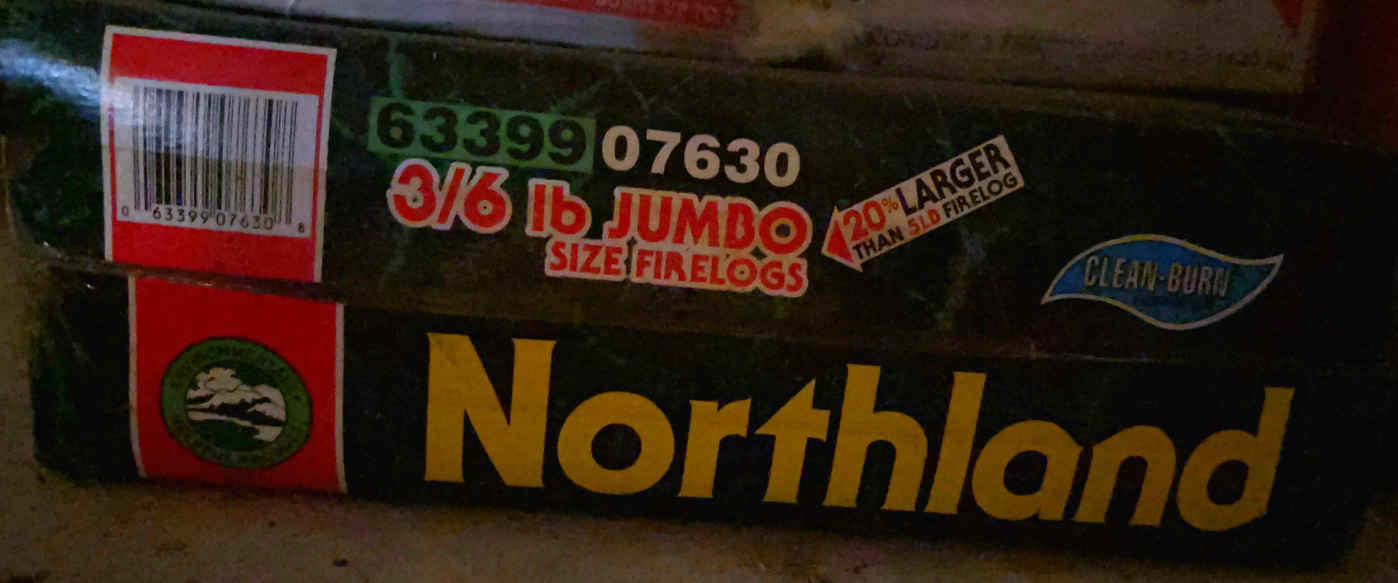 0 63399 07630 8
63399 07630
3/6 lb JUMBO
SIZE FIRELOGS
20% LARGER
THAN 5LB FIRELOG
CLEAN-BURN
Northland